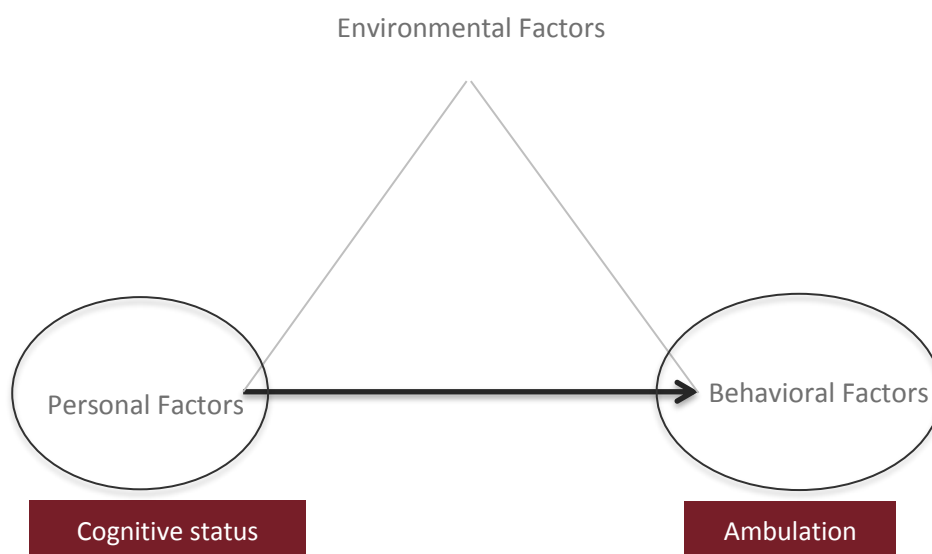 Environmental Factors
Personal Factors
Behavioral Factors
Cognitive status
Ambulation